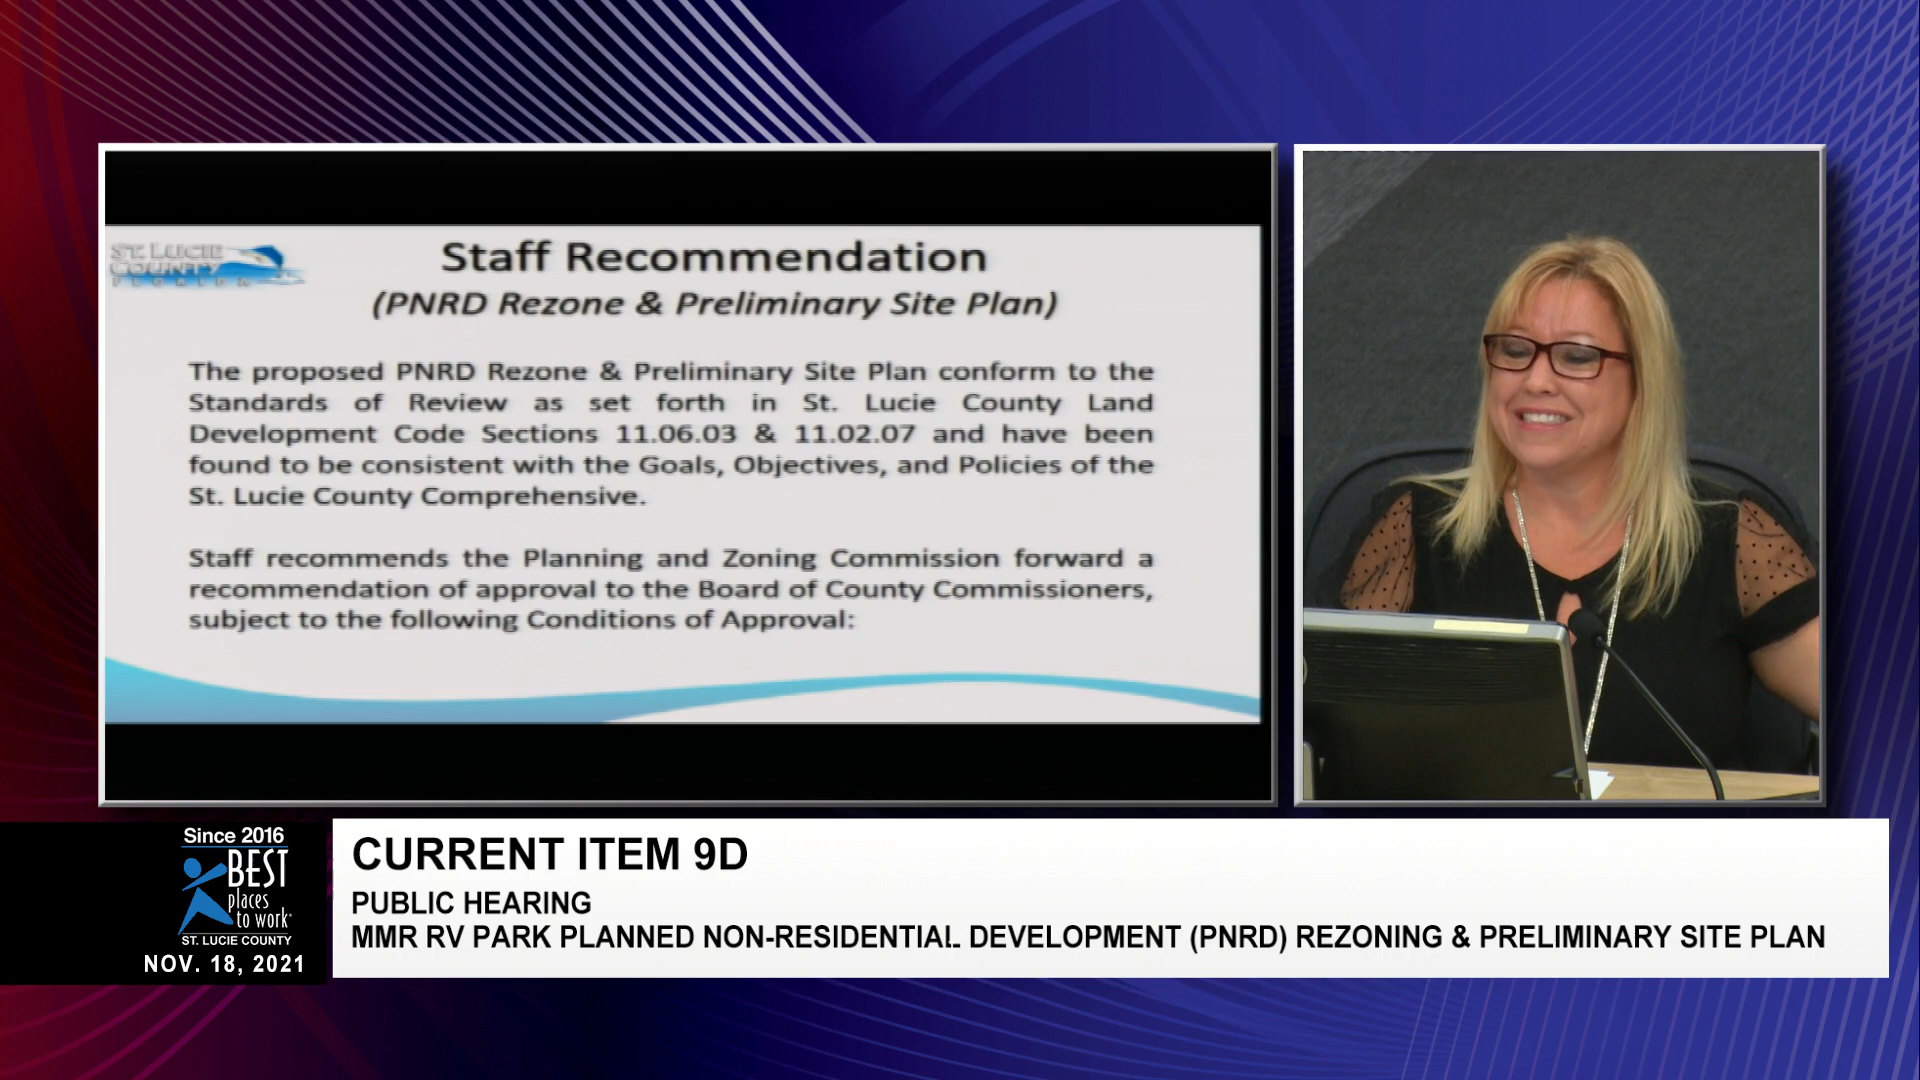 ST. LUCIE
COUNTY
FLORIDA
Staff Recommendation
(PNRD Rezone & Preliminary Site Plan)
The proposed PNRD Rezone & Preliminary Site Plan conform to the
Standards of Review as set forth in St. Lucie County Land
Development Code Sections 11.06.03 & 11.02.07 and have been
found to be consistent with the Goals, Objectives, and Policies of the
St. Lucie County Comprehensive.
Staff recommends the Planning and Zoning Commission forward a
recommendation of approval to the Board of County Commissioners,
subject to the following Conditions of Approval:
Since 2016
BEST
places
to work
ST. LUCIE COUNTY
NOV. 18, 2021
CURRENT ITEM 9D
PUBLIC HEARING
MMR RV PARK PLANNED NON-RESIDENTIAL DEVELOPMENT (PNRD) REZONING & PRELIMINARY SITE PLAN